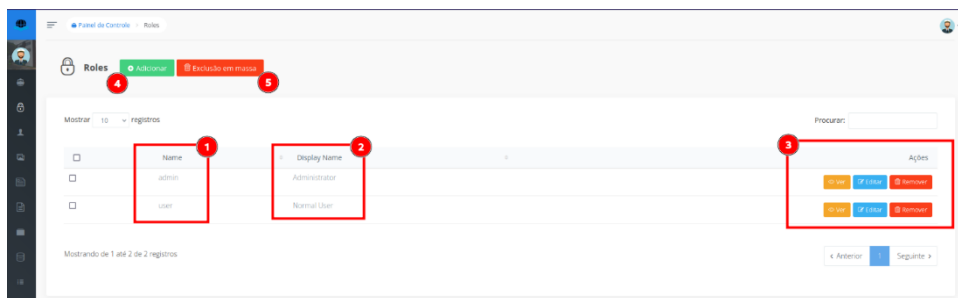 Painel de Controle Roles
Roles Adicionar Exclusão em massa
4 5
Mostrar 10 registros Procurar:
1 2 3
Name Display Name Ações
admin Administrator Ver Editar Remover
user Normal User Ver Editar Remover
Mostrando de 1 até 2 de 2 registros ‹ Anterior 1 Seguinte ›